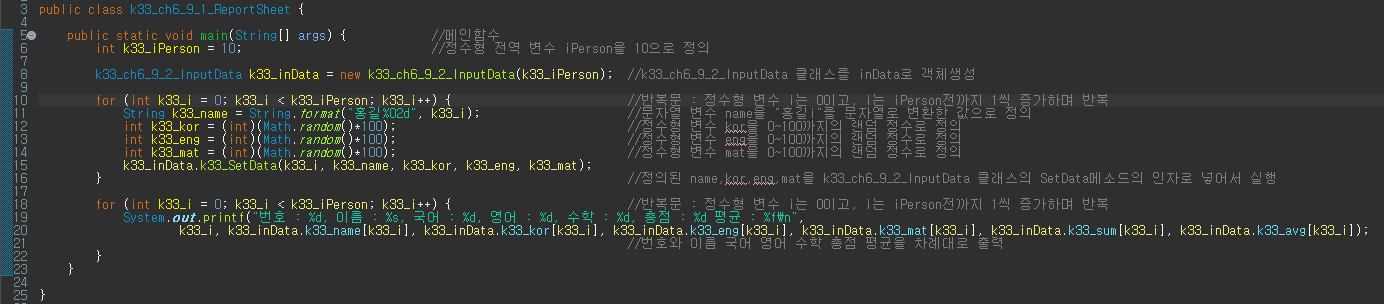 3 public class k33_ch6_9_1_ReportSheet {
4
5 public static void main(String[] args) { //메인함수
6 int k33_iPerson = 10; //정수형 전역 변수 iPerson을 10으로 정의
7
8 k33_ch6_9_2_InputData k33_inData = new k33_ch6_9_2_InputData(k33_iPerson); //k33_ch6_9_2_InputData 클래스를 inData로 객체생성
9
10 for (int k33_i = 0; k33_i < k33_iPerson; k33_i++) { //반복문 : 정수형 변수 i는 0이고, i는 iPerson전까지 1씩 증가하며 반복
11 String k33_name = String.format("홍길%02d", k33_i); //문자열 변수 name을 "홍길i"를 문자열로 변환한 값으로 정의
12 int k33_kor = (int)(Math.random()*100); //정수형 변수 kor를 0~100까지의 랜덤 정수로 정의
13 int k33_eng = (int)(Math.random()*100); //정수형 변수 eng를 0~100까지의 랜덤 정수로 정의
14 int k33_mat = (int)(Math.random()*100); //정수형 변수 mat를 0~100까지의 랜덤 정수로 정의
15 k33_inData.k33_SetData(k33_i, k33_name, k33_kor, k33_eng, k33_mat);
16 } //정의된 name,kor,eng,mat을 k33_ch6_9_2_InputData 클래스의 SetData메소드의 인자로 넣어서 실행
17
18 for (int k33_i = 0; k33_i < k33_iPerson; k33_i++) { //반복문 : 정수형 변수 i는 0이고, i는 iPerson전까지 1씩 증가하며 반복
19 System.out.printf("번호 : %d, 이름 : %s, 국어 : %d, 영어 : %d, 수학 : %d, 총점 : %d 평균 : %f\n",
20 k33_i, k33_inData.k33_name[k33_i], k33_inData.k33_kor[k33_i], k33_inData.k33_eng[k33_i], k33_inData.k33_mat[k33_i], k33_inData.k33_sum[k33_i], k33_inData.k33_avg[k33_i]);
21 //번호와 이름 국어 영어 수학 총점 평균을 차례대로 출력
22 }
23 }
24
25 }